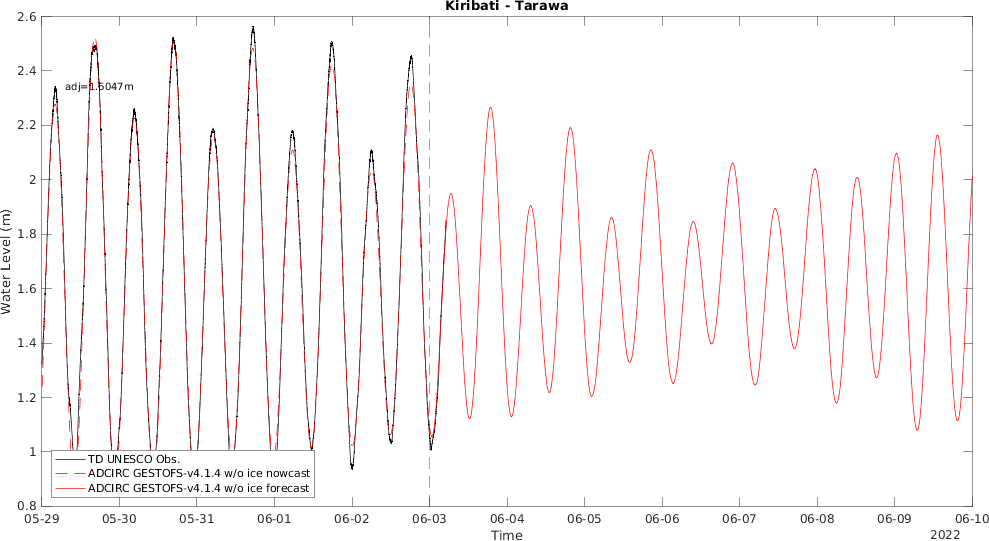 Kiribati - Tarawa
2.6
2.4
2.2
2
1.8
1.6
1.4
1.2
1
0.8
Water Level (m)
adj=1.6047m
TD UNESCO Obs.
ADCIRC GESTOFS-v4.1.4 w/o ice nowcast
ADCIRC GESTOFS-v4.1.4 w/o ice forecast
05-29 05-30 05-31 06-01 06-02 06-03 06-04 06-05 06-06 06-07 06-08 06-09 06-10
Time
2022